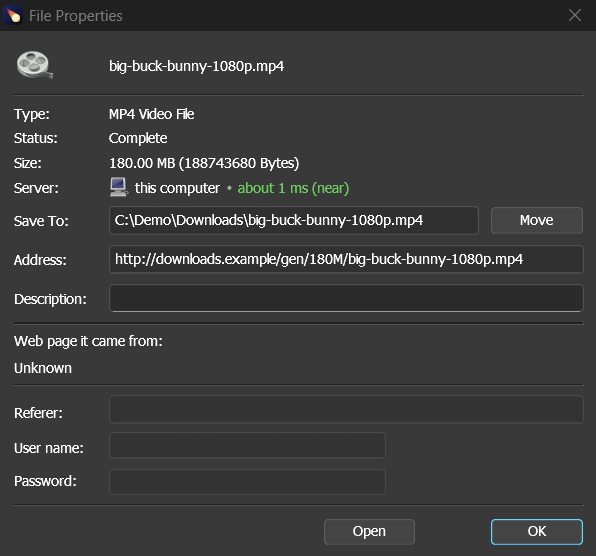 File Properties
big-buck-bunny-1080p.mp4
Type: MP4 Video File
Status: Complete
Size: 180.00 MB (188743680 Bytes)
Server: this computer • about 1 ms (near)
Save To: C:\Demo\Downloads\big-buck-bunny-1080p.mp4 Move
Address: http://downloads.example/gen/180M/big-buck-bunny-1080p.mp4
Description:
Web page it came from:
Unknown
Referer:
User name:
Password:
Open OK